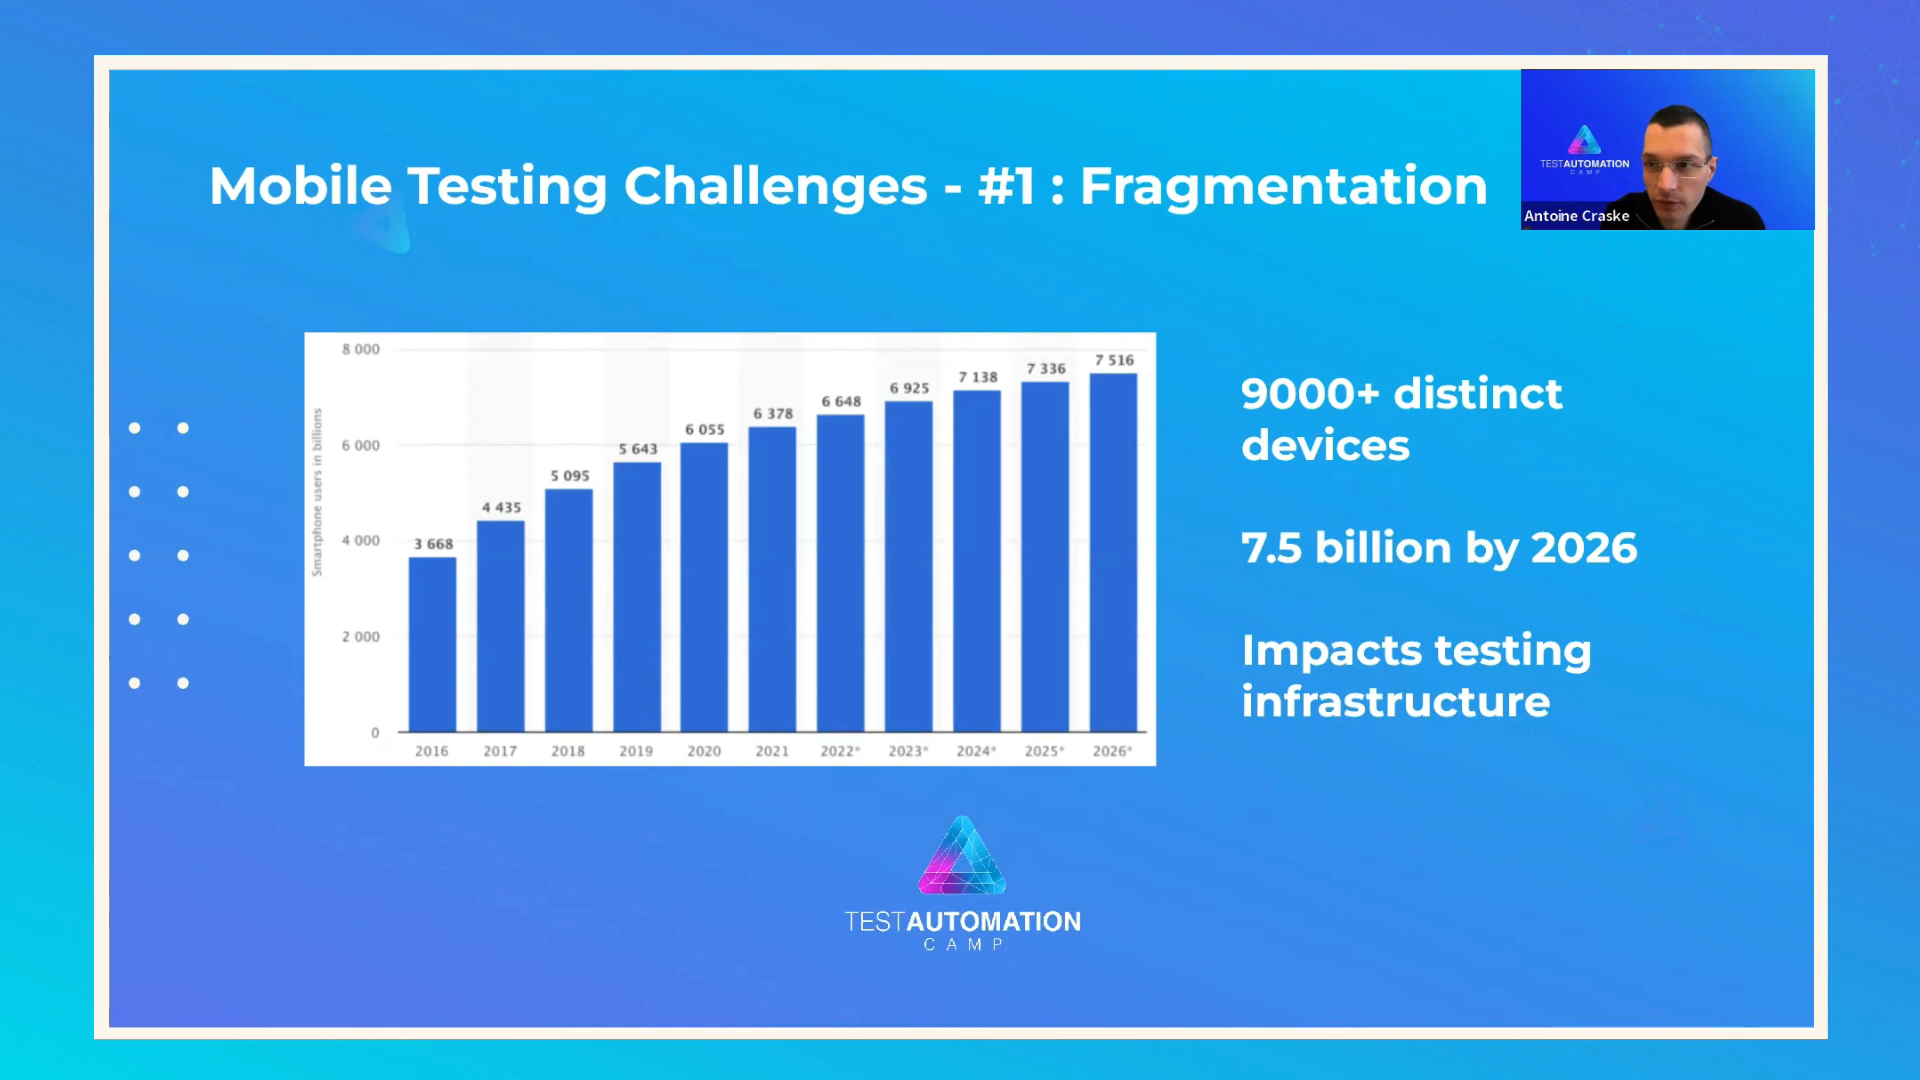 Mobile Testing Challenges - #1 : Fragmentation
TESTAUTOMATION
CAMP
Antoine Craske
Smartphone users in billions
8 000
6 000
4 000
2 000
0
3 668
4 435
5 095
5 643
6 055
6 378
6 648
6 925
7 138
7 336
7 516
2016
2017
2018
2019
2020
2021
2022*
2023*
2024*
2025*
2026*
9000+ distinct
devices
7.5 billion by 2026
Impacts testing
infrastructure
TESTAUTOMATION
CAMP